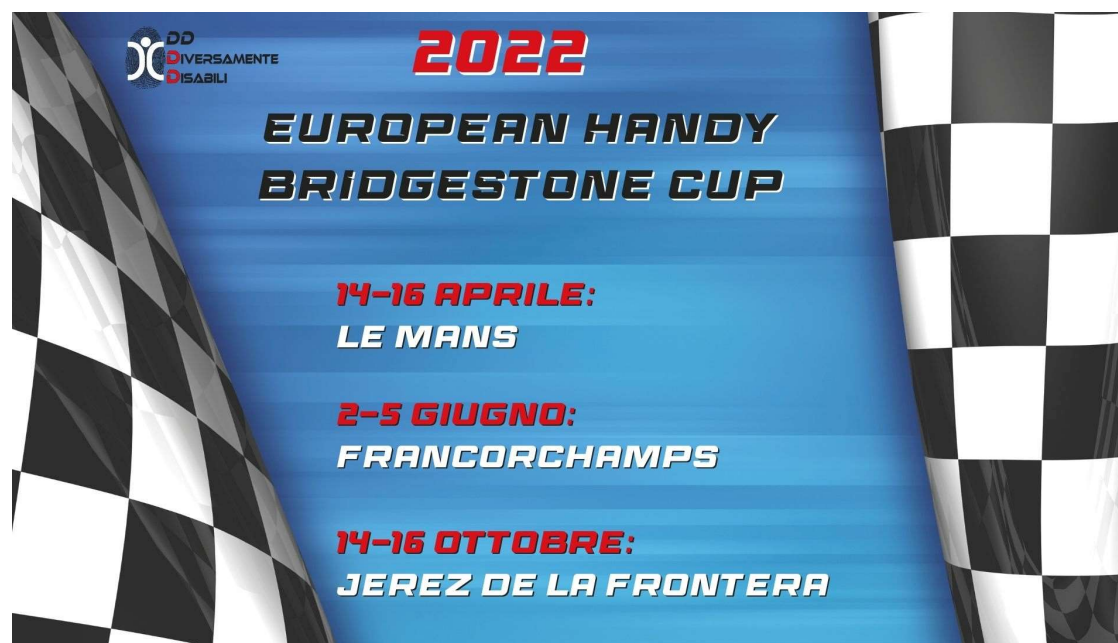 DD
DIVERSAMENTE
DISABILI
2022
EUROPEAN HANDY
BRIDGESTONE CUP
14-16 APRILE:
LE MANS
2-5 GIUGNO:
FRANCORCHAMPS
14-16 OTTOBRE:
JEREZ DE LA FRONTERA